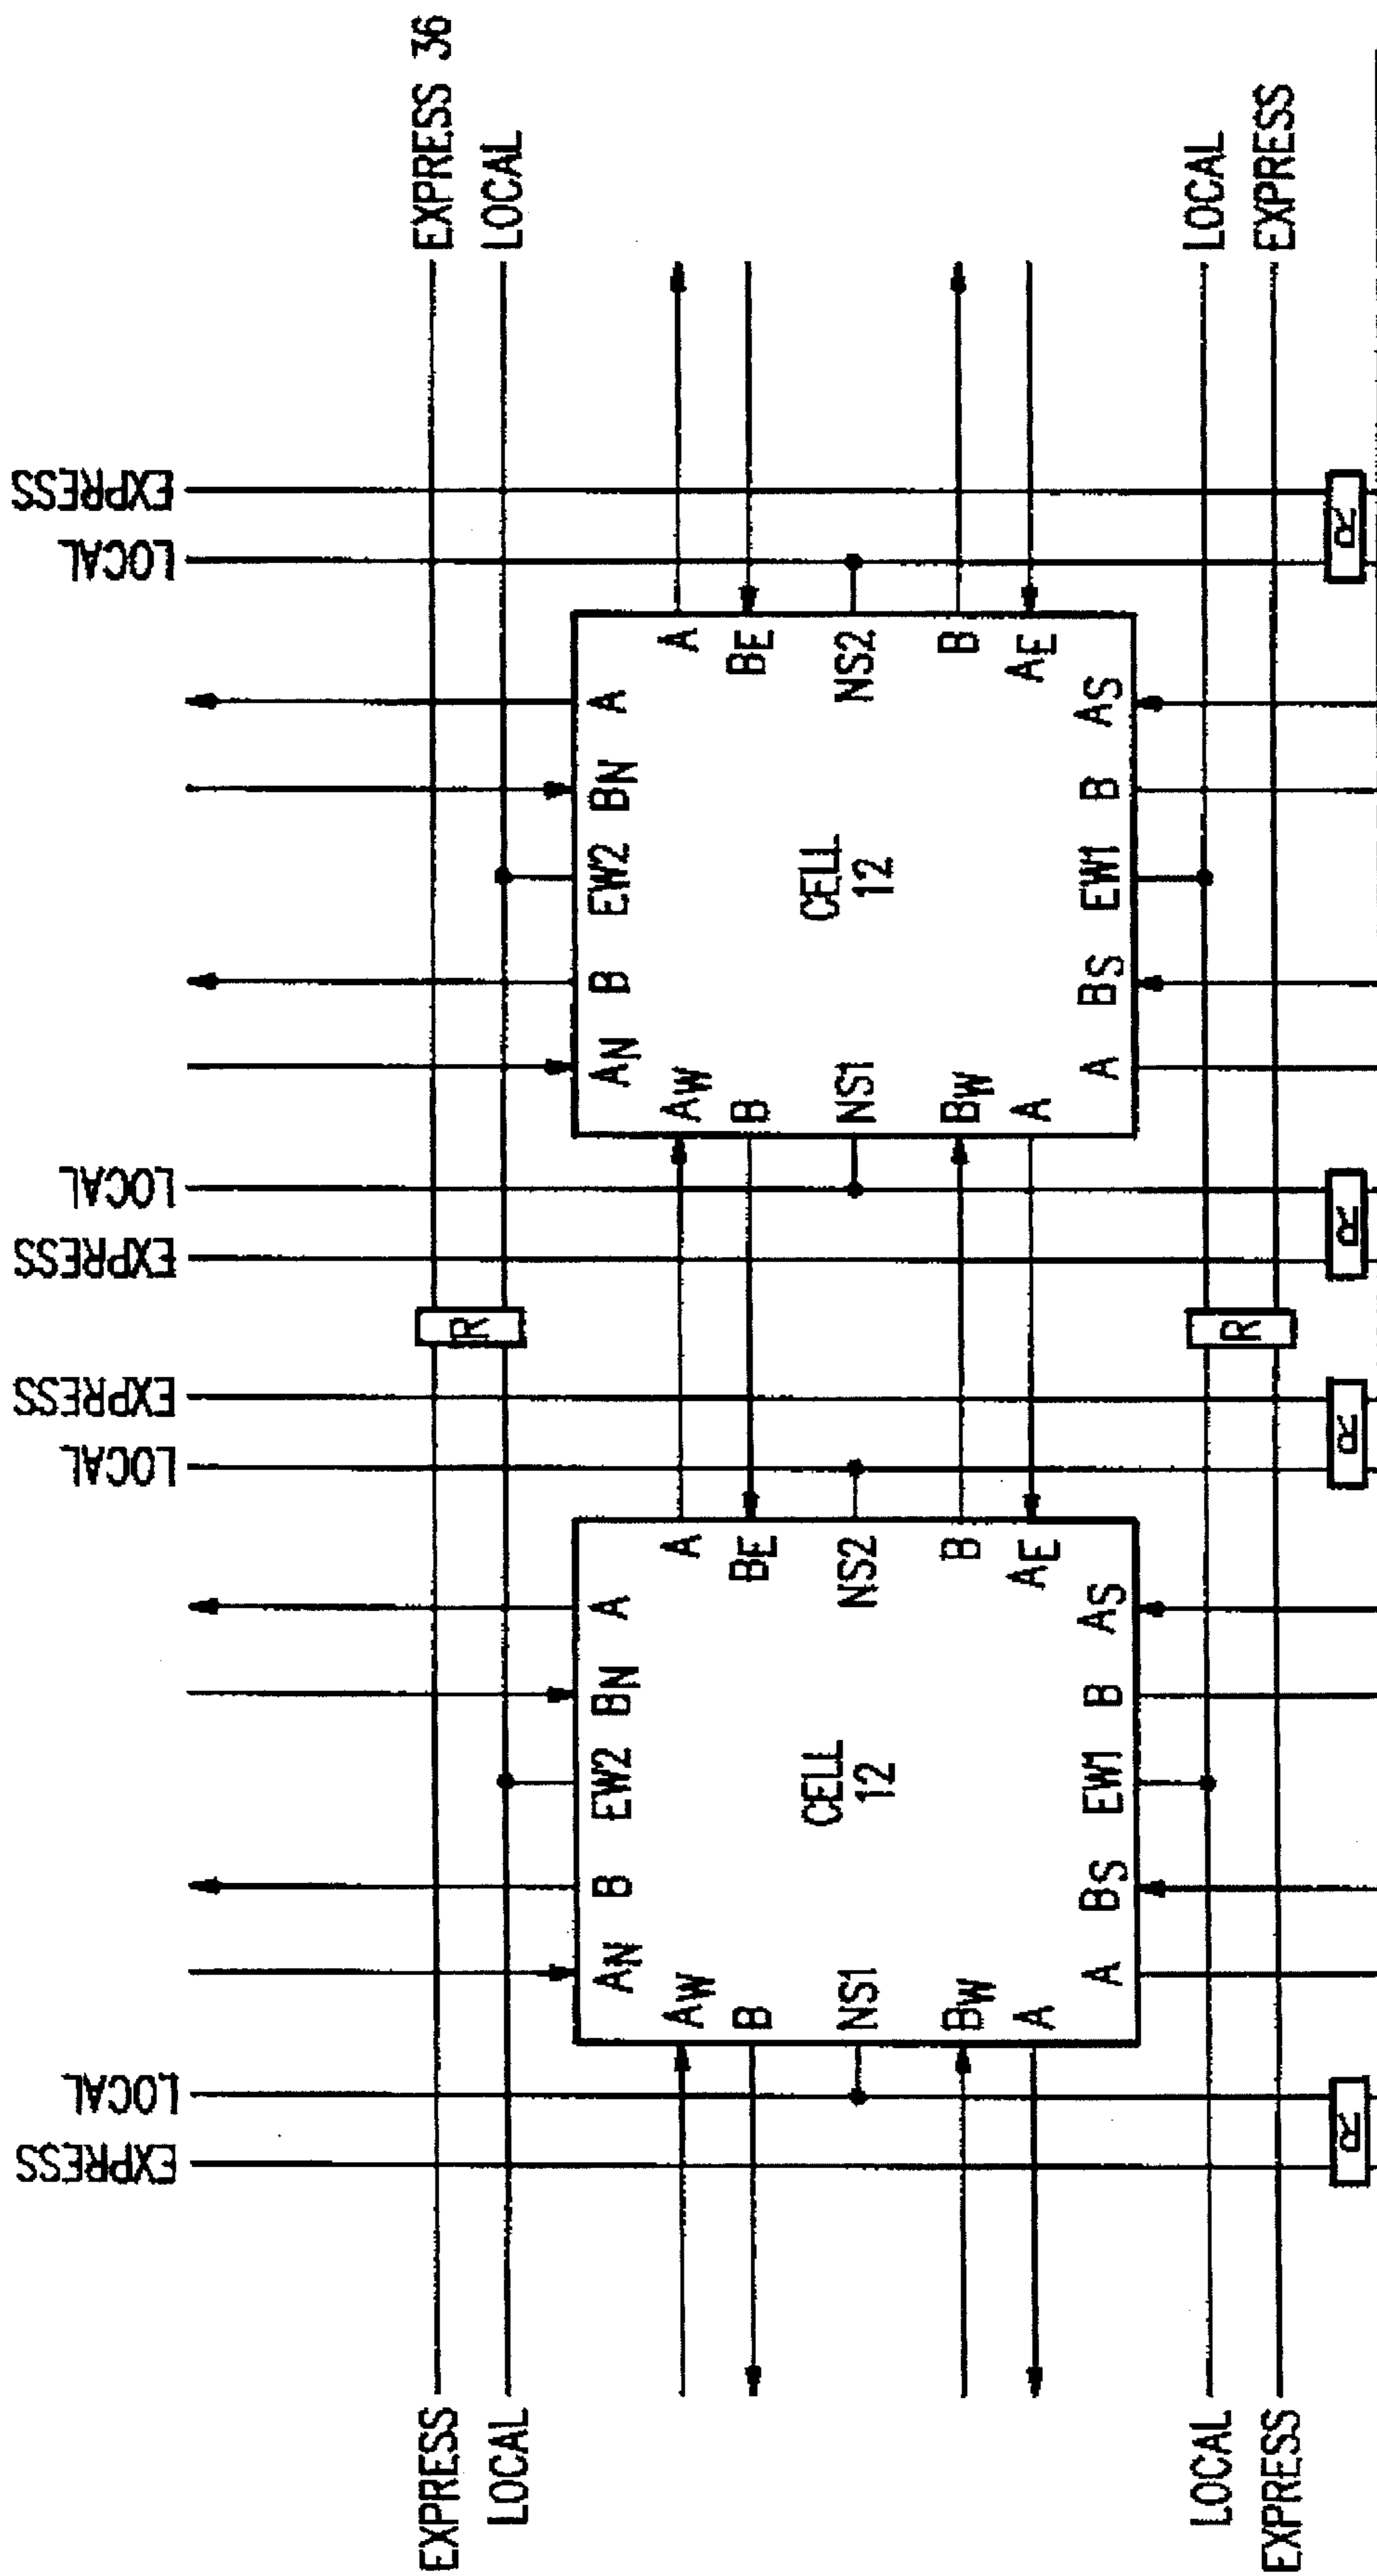 EXPRESS LOCAL LOCAL EXPRESS EXPRESS LOCAL LOCAL EXPRESS
EXPRESS EXPRESS 36
R
LOCAL LOCAL
AN B EW2 BN A AN B EW2 BN A
AW A AW A
B BE B BE
CELL CELL
NS1 12 NS2 NS1 12 NS2
BW B BW B
A AE A AE
A BS EW1 B AS A BS EW1 B AS
LOCAL LOCAL
R
EXPRESS EXPRESS
R R R R